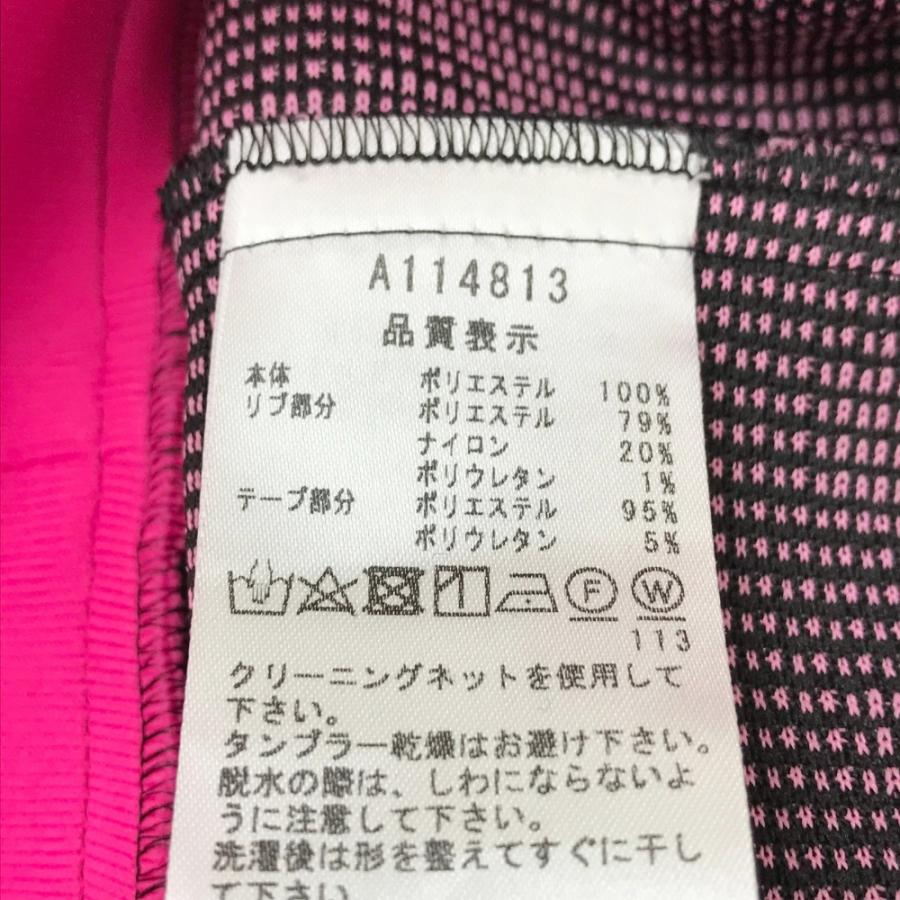 A114813
品質表示
本体 ポリエステル 100%
リブ部分 ポリエステル 79%
ナイロン 20%
ポリウレタン 1%
テープ部分 ポリエステル 95%
ポリウレタン 5%
F W
113
クリーニングネットを使用して
下さい。
タンブラー乾燥はお避け下さい。
脱水の際は、しわにならないよ
うに注意して下さい。
洗濯後は形を整えてすぐに干し
て下さい